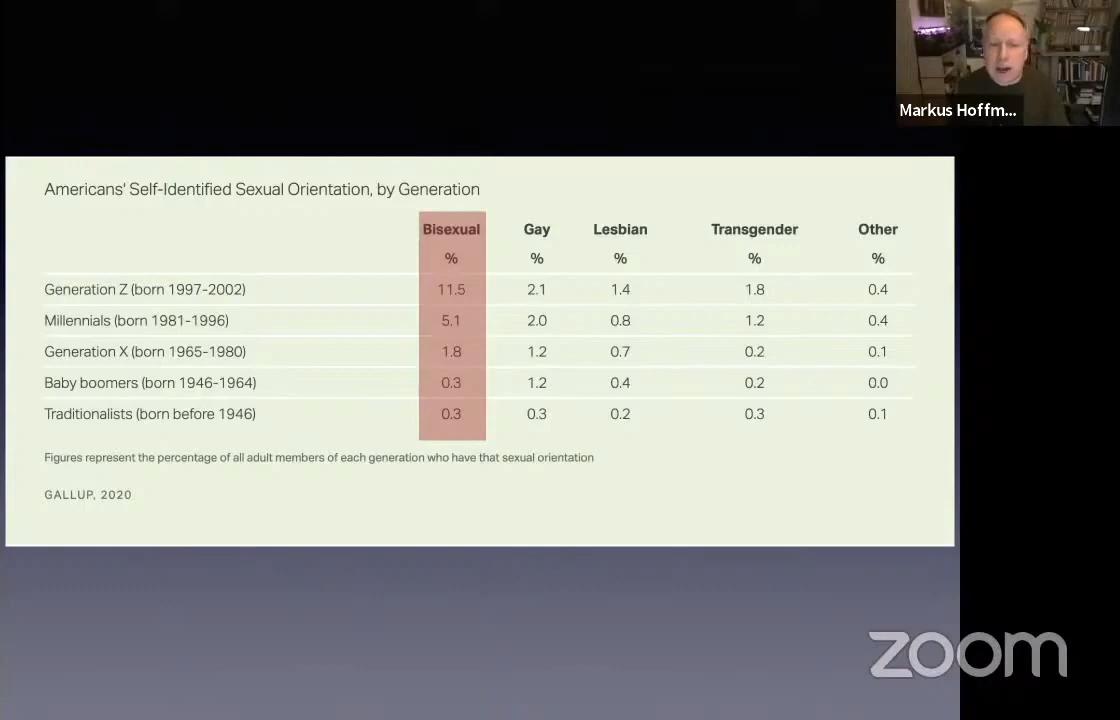 Markus Hoffm...
Americans' Self-Identified Sexual Orientation, by Generation
Bisexual Gay Lesbian Transgender Other
% % % % %
Generation Z (born 1997-2002) 11.5 2.1 1.4 1.8 0.4
Millennials (born 1981-1996) 5.1 2.0 0.8 1.2 0.4
Generation X (born 1965-1980) 1.8 1.2 0.7 0.2 0.1
Baby boomers (born 1946-1964) 0.3 1.2 0.4 0.2 0.0
Traditionalists (born before 1946) 0.3 0.3 0.2 0.3 0.1
Figures represent the percentage of all adult members of each generation who have that sexual orientation
GALLUP, 2020
zoom